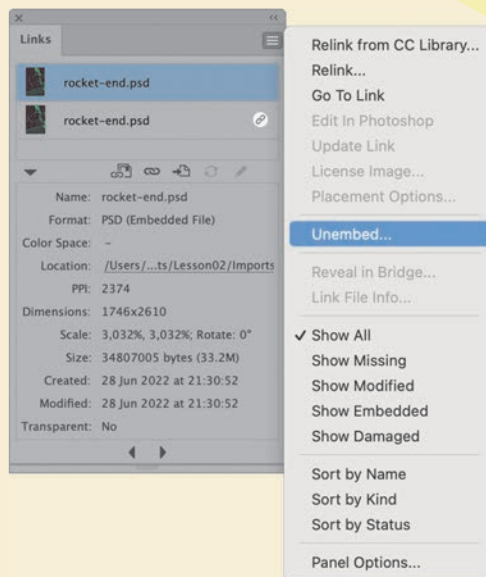 Links
rocket-end.psd
rocket-end.psd
Name: rocket-end.psd
Format: PSD (Embedded File)
Color Space: –
Location: /Users/...ts/Lesson02/Imports
PPI: 2374
Dimensions: 1746x2610
Scale: 3,032%, 3,032%; Rotate: 0°
Size: 34807005 bytes (33.2M)
Created: 28 Jun 2022 at 21:30:52
Modified: 28 Jun 2022 at 21:30:52
Transparent: No
Relink from CC Library...
Relink...
Go To Link
Edit In Photoshop
Update Link
License Image...
Placement Options...
Unembed...
Reveal in Bridge...
Link File Info...
✓ Show All
Show Missing
Show Modified
Show Embedded
Show Damaged
Sort by Name
Sort by Kind
Sort by Status
Panel Options...